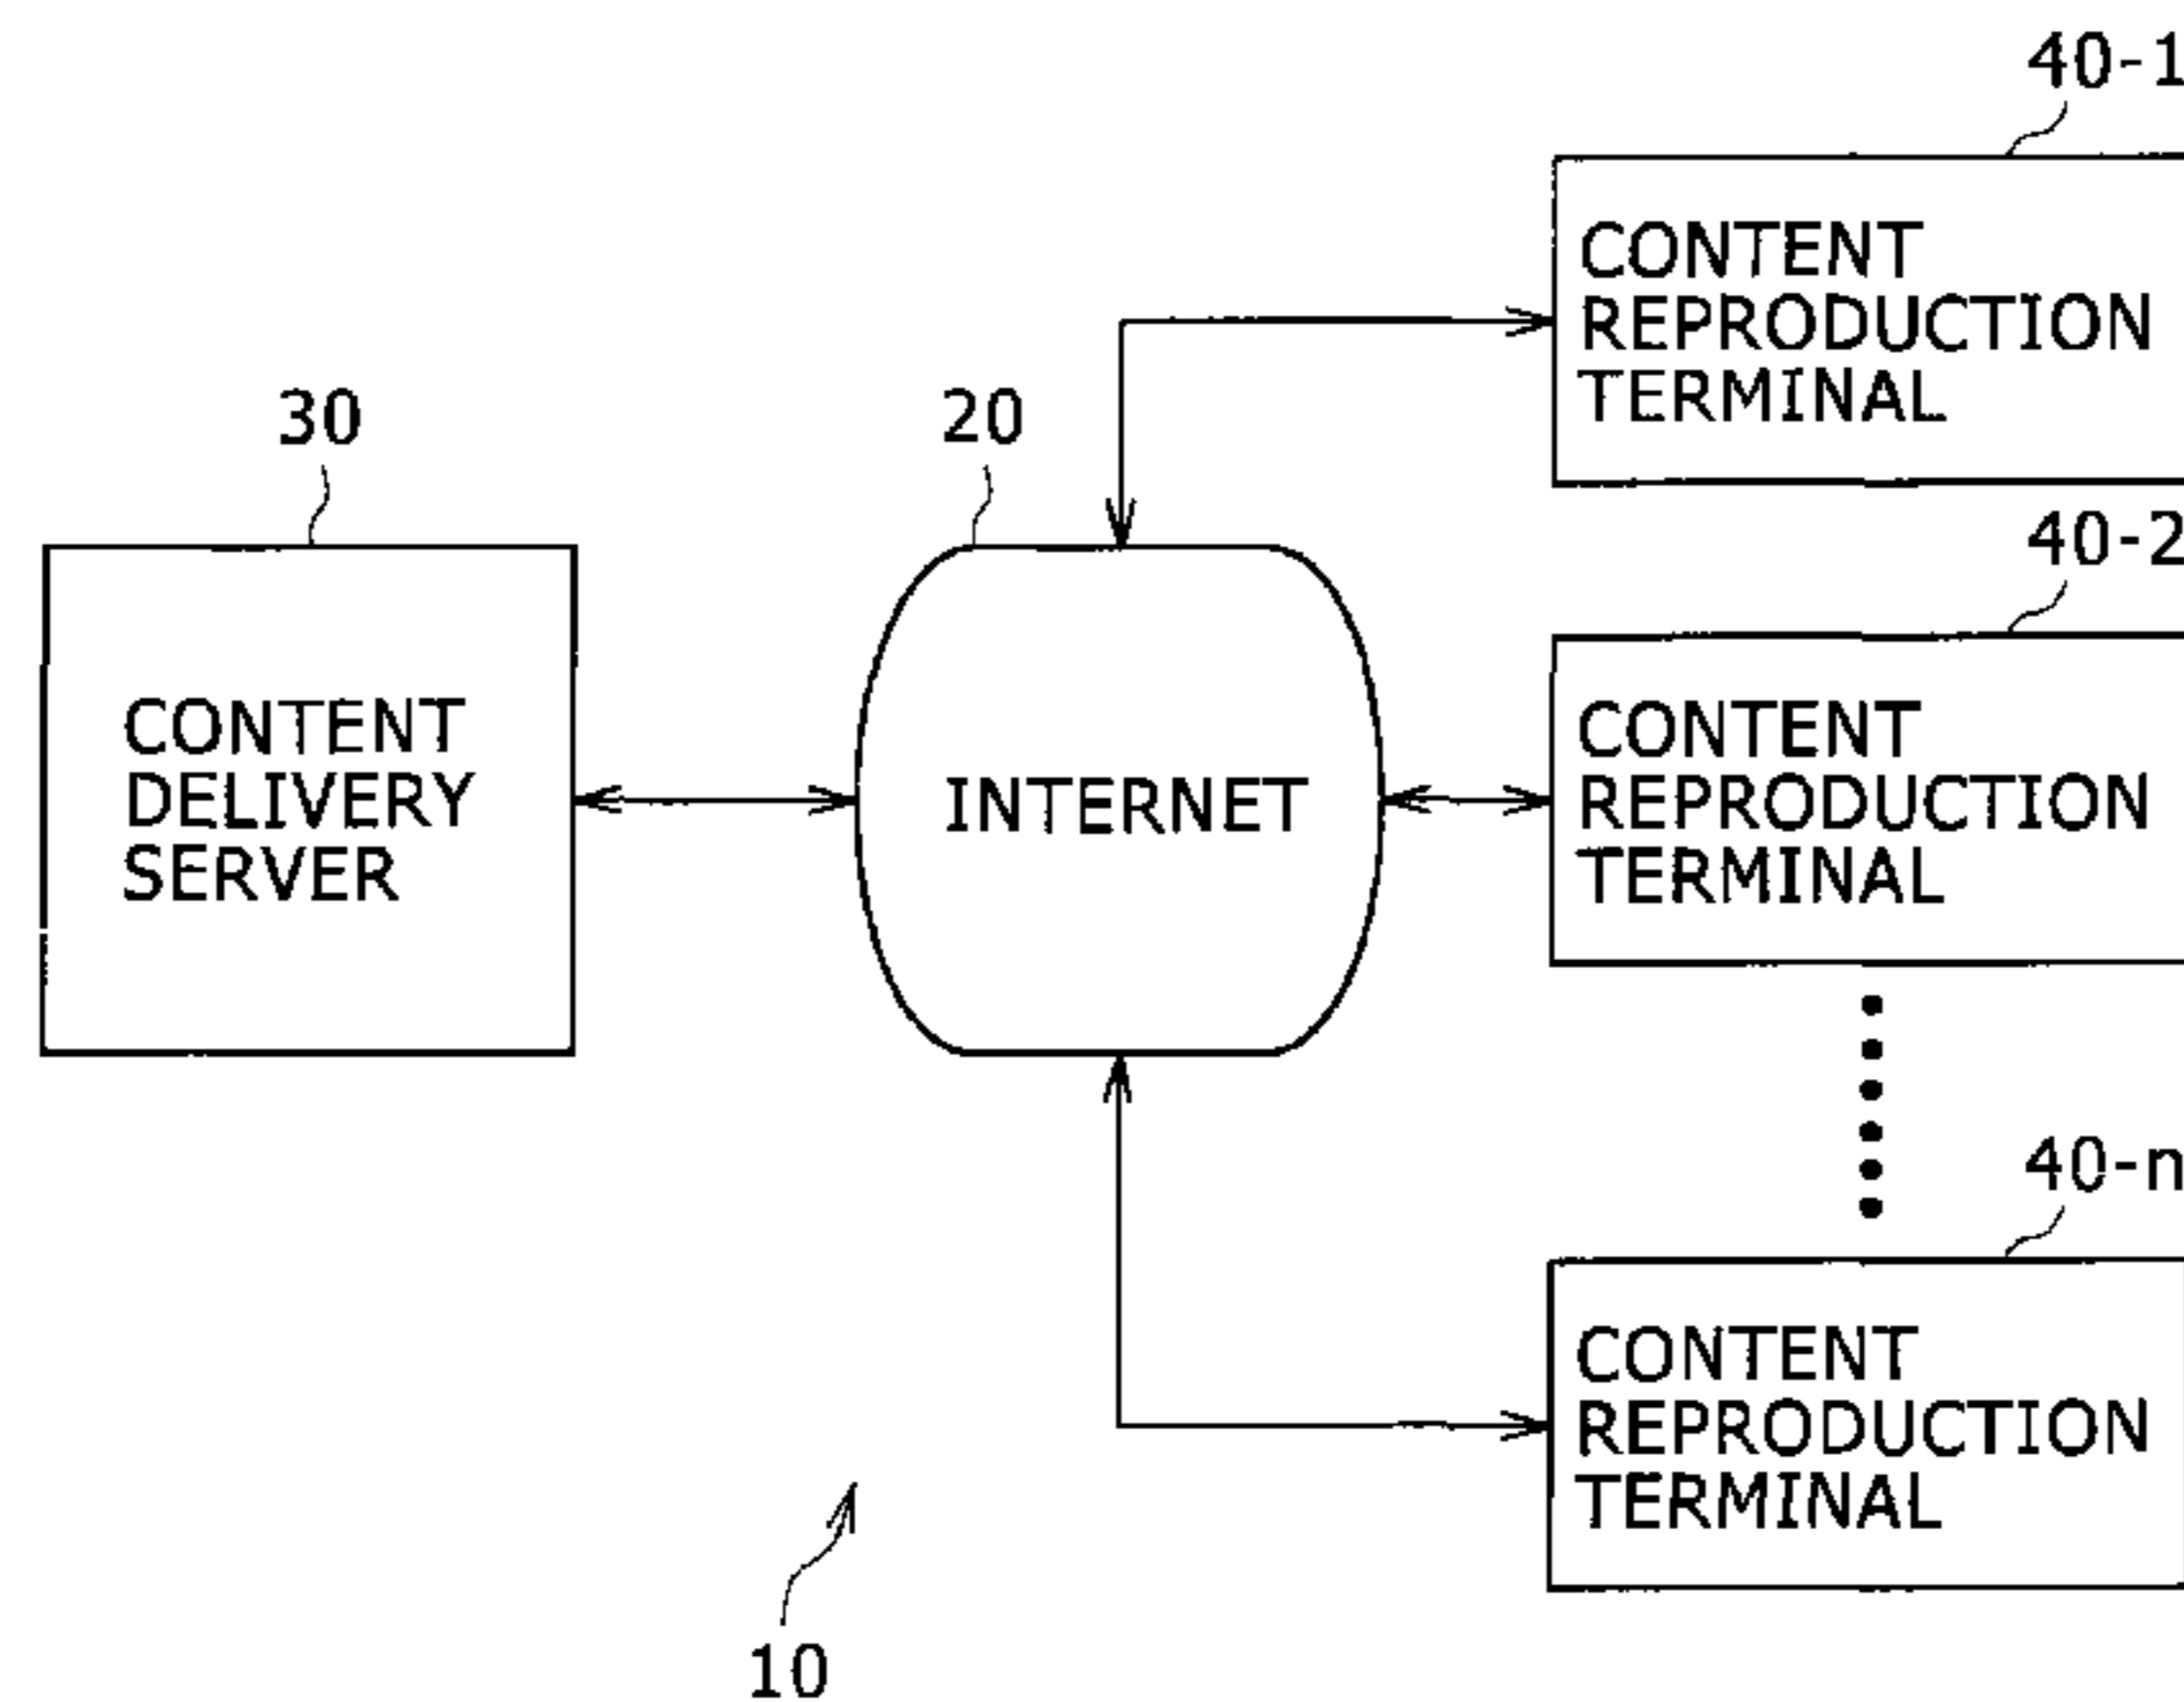 40-1
CONTENT
REPRODUCTION
TERMINAL
30
20
40-2
CONTENT
DELIVERY
SERVER
INTERNET
CONTENT
REPRODUCTION
TERMINAL
40-n
CONTENT
REPRODUCTION
TERMINAL
10